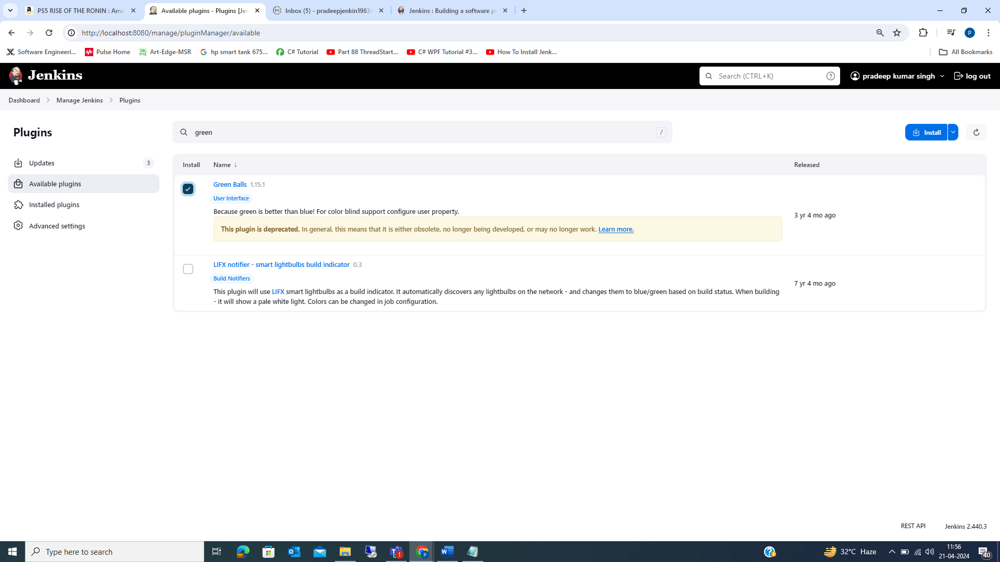 PS5 RISE OF THE RONIN : Ama
Available plugins - Plugins [Jen
Inbox (5) - pradeepjenkin1983
Jenkins : Building a software p
http://localhost:8080/manage/pluginManager/available
p
Software Engineeri...
Pulse Home
Art-Edge-MSR
hp smart tank 675...
C# Tutorial
Part 88 ThreadStart...
C# WPF Tutorial #3...
How To Install Jenk...
All Bookmarks
Jenkins
Search (CTRL+K)
?
pradeep kumar singh
log out
Dashboard
Manage Jenkins
Plugins
Plugins
green
/
Install
Updates
3
Available plugins
Installed plugins
Advanced settings
Install
Name ↓
Released
Green Balls 1.15.1
User Interface
Because green is better than blue! For color blind support configure user property.
This plugin is deprecated. In general, this means that it is either obsolete, no longer being developed, or may no longer work. Learn more.
3 yr 4 mo ago
LIFX notifier - smart lightbulbs build indicator 0.3
Build Notifiers
This plugin will use LIFX smart lightbulbs as a build indicator. It automatically discovers any lightbulbs on the network - and changes them to blue/green based on build status. When building
- it will show a pale white light. Colors can be changed in job configuration.
7 yr 4 mo ago
REST API
Jenkins 2.440.3
Type here to search
1
32°C Haze
11:56
21-04-2024
40